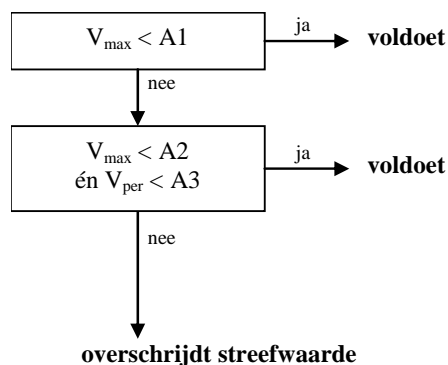 V_max < A1
ja
voldoet
nee
V_max < A2
én V_per < A3
ja
voldoet
nee
overschrijdt streefwaarde